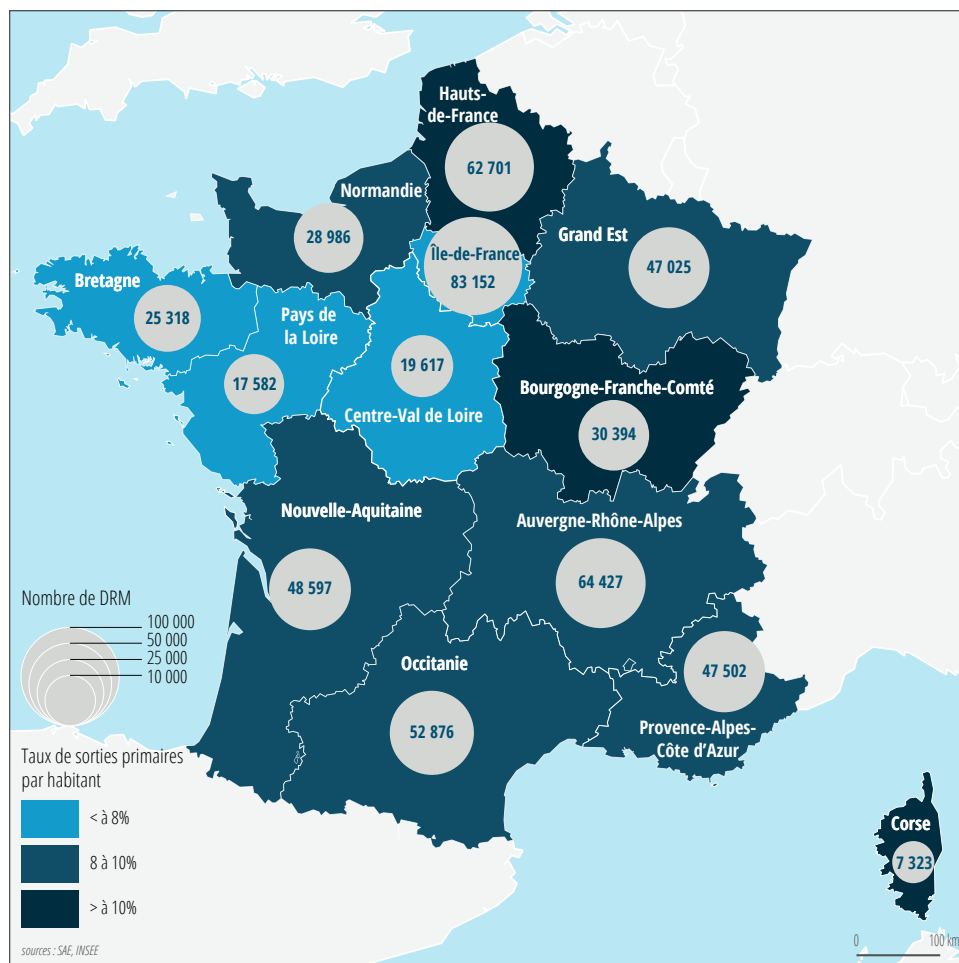 Hauts-
de-France
62 701
Normandie
28 986
Île-de-France
83 152
Grand Est
47 025
Bretagne
25 318
Pays de
la Loire
17 582
19 617
Centre-Val de Loire
Bourgogne-Franche-Comté
30 394
Nouvelle-Aquitaine
48 597
Auvergne-Rhône-Alpes
64 427
Occitanie
52 876
47 502
Provence-Alpes-
Côte d'Azur
Corse
7 323
Nombre de DRM
100 000
50 000
25 000
10 000
Taux de sorties primaires
par habitant
< à 8%
8 à 10%
> à 10%
sources : SAE, INSEE
0 100 km